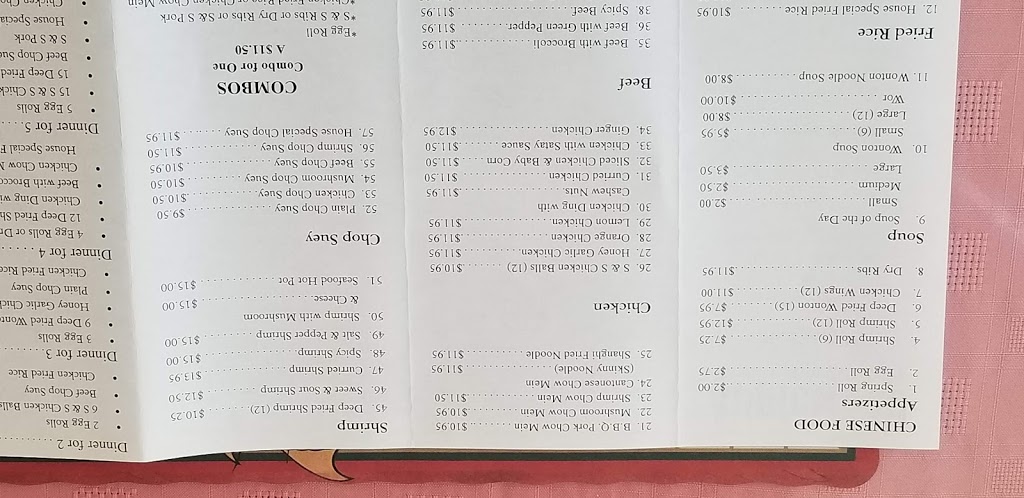 CHINESE FOOD
Appetizers
1. Spring Roll . . . . . . . . . . . . $2.00
2. Egg Roll . . . . . . . . . . . . $2.75
4. Shrimp Roll (6) . . . . . . . . . . . . $7.25
5. Shrimp Roll (12) . . . . . . . . . . . . $12.95
6. Deep Fried Wonton (15) . . . . . . . $7.95
7. Chicken Wings (12) . . . . . . . . . . $11.00
8. Dry Ribs . . . . . . . . . . . . $11.95
Soup
9. Soup of the Day
Small . . . . . . . . . . . . $2.00
Medium . . . . . . . . . . . . $2.50
Large . . . . . . . . . . . . $3.50
10. Wonton Soup
Small (6) . . . . . . . . . . . . $5.95
Large (12) . . . . . . . . . . . . $8.00
Wor . . . . . . . . . . . . $10.00
11. Wonton Noodle Soup . . . . . . . . . . $8.00
Fried Rice
12. House Special Fried Rice . . . . . . $10.95
21. B.B.Q. Pork Chow Mein . . . . . . . . $10.95
22. Mushroom Chow Mein . . . . . . . . $10.95
23. Shrimp Chow Mein . . . . . . . . . . $11.50
24. Cantonese Chow Mein
(Skinny Noodle) . . . . . . . . . . . . $11.95
25. Shanghi Fried Noodle . . . . . . . . $11.95
Chicken
26. S & S Chicken Balls (12) . . . . . . $10.95
27. Honey Garlic Chicken . . . . . . . . $11.95
28. Orange Chicken . . . . . . . . . . . . $11.95
29. Lemon Chicken . . . . . . . . . . . . $11.95
30. Chicken Ding with
Cashew Nuts . . . . . . . . . . . . $11.95
31. Curried Chicken . . . . . . . . . . . . $11.50
32. Sliced Chicken & Baby Corn . . . . . $11.50
33. Chicken with Satay Sauce . . . . . . $11.50
34. Ginger Chicken . . . . . . . . . . . . $12.95
Beef
35. Beef with Broccoli . . . . . . . . . . $11.95
36. Beef with Green Pepper . . . . . . . . $11.95
38. Spicy Beef . . . . . . . . . . . . $11.95
Shrimp
45. Deep Fried Shrimp (12) . . . . . . . $10.25
46. Sweet & Sour Shrimp . . . . . . . . $12.50
47. Curried Shrimp . . . . . . . . . . . . $13.95
48. Spicy Shrimp . . . . . . . . . . . . $15.00
49. Salt & Pepper Shrimp . . . . . . . . $15.00
50. Shrimp with Mushroom
& Cheese . . . . . . . . . . . . $15.00
51. Seafood Hot Pot . . . . . . . . . . . . $15.00
Chop Suey
52. Plain Chop Suey . . . . . . . . . . . . $9.50
53. Chicken Chop Suey . . . . . . . . . . $10.50
54. Mushroom Chop Suey . . . . . . . . $10.50
55. Beef Chop Suey . . . . . . . . . . . . $10.95
56. Shrimp Chop Suey . . . . . . . . . . $11.50
57. House Special Chop Suey . . . . . . $11.95
COMBOS
Combo for One
A $11.50
*Egg Roll
*S & S Ribs or Dry Ribs or S& S Pork
*Chicken Fried Rice or Chicken Chow Mein
Dinner for 2 . . . . . .
• 2 Egg Rolls
• 6 S & S Chicken Balls
• Beef Chop Suey
• Chicken Fried Rice
Dinner for 3 . . . . . .
• 3 Egg Rolls
• 9 Deep Fried
• Honey Garlic
• Plain Chop Suey
• Chicken Fried Rice
Dinner for 4 . . . . . .
• 4 Egg Rolls or
• 12 Deep Fried
• Chicken Ding
• Beef with
• Chicken Chow
House Special
Dinner for 5 . . . . . .
• 5 Egg Rolls
• 15 S & S
• 15 Deep Fried
• Beef Chop
• S & S Pork
House
Chicken